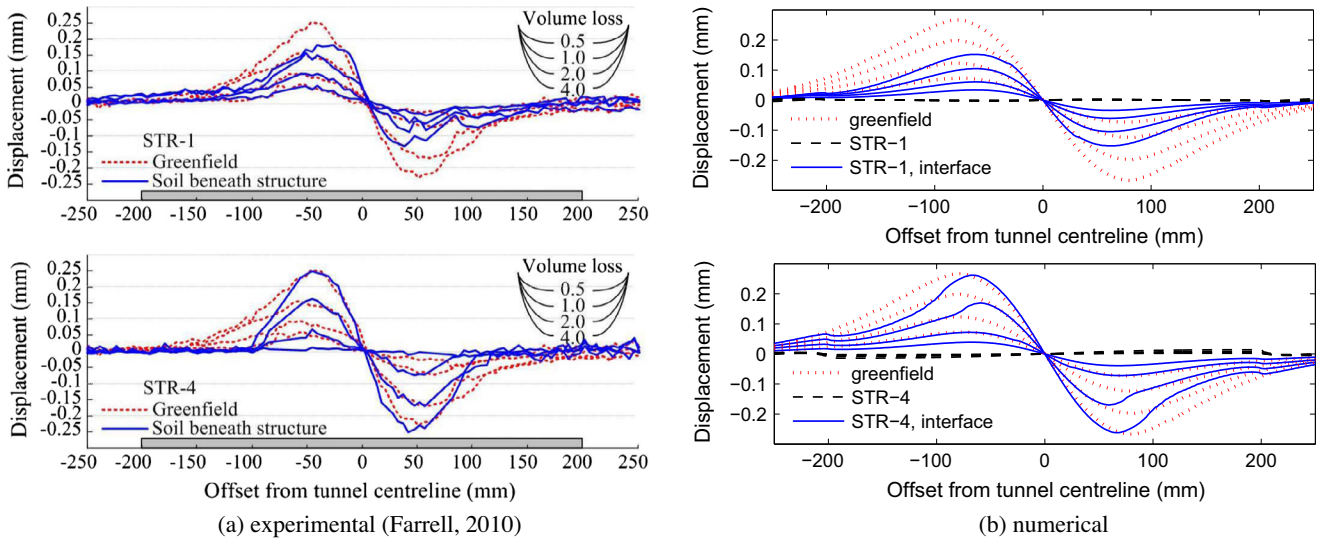 Displacement (mm)
0.25
0.2
0.15
0.1
0.05
0
-0.05
-0.1
-0.15
-0.2
-0.25
Volume loss
0.5
1.0
2.0
4.0
STR-1
Greenfield
Soil beneath structure
-250 -200 -150 -100 -50 0 50 100 150 200 250
Displacement (mm)
0.25
0.2
0.15
0.1
0.05
0
-0.05
-0.1
-0.15
-0.2
-0.25
Volume loss
0.5
1.0
2.0
4.0
STR-4
Greenfield
Soil beneath structure
-250 -200 -150 -100 -50 0 50 100 150 200 250
Offset from tunnel centreline (mm)
(a) experimental (Farrell, 2010)
Displacement (mm)
0.2
0.1
0
−0.1
−0.2
greenfield
STR−1
STR−1, interface
−200 −100 0 100 200
Offset from tunnel centreline (mm)
Displacement (mm)
0.2
0.1
0
−0.1
−0.2
greenfield
STR−4
STR−4, interface
−200 −100 0 100 200
Offset from tunnel centreline (mm)
(b) numerical